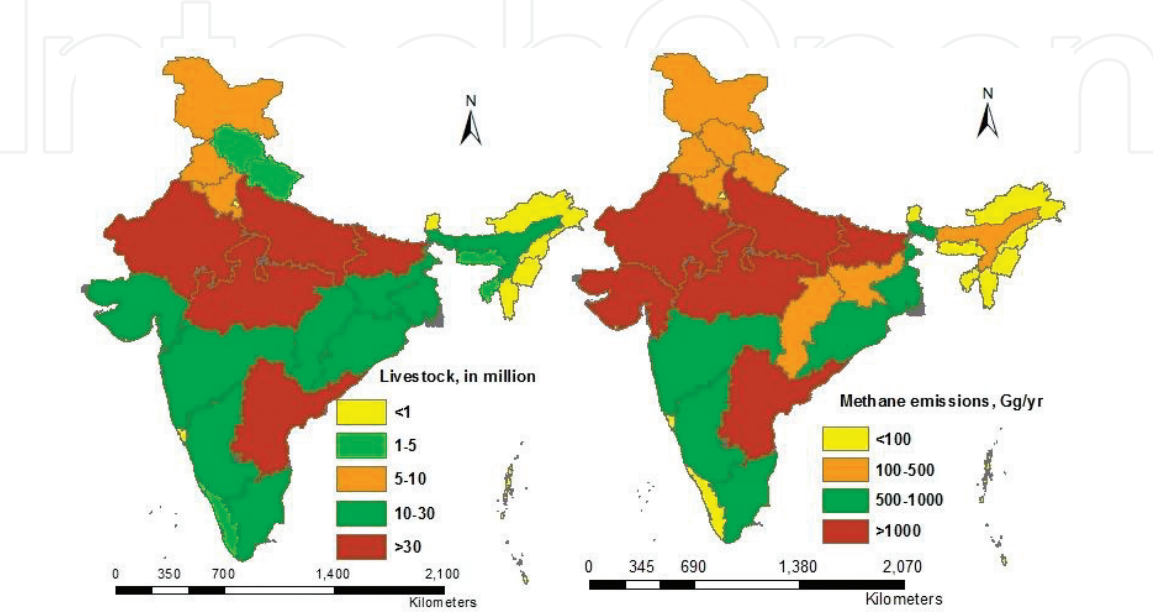 IntechOpen
N
N
Livestock, in million
<1
1-5
5-10
10-30
>30
Methane emissions, Gg/yr
<100
100-500
500-1000
>1000
0 350 700 1,400 2,100
Kilometers
0 345 690 1,380 2,070
Kilometers